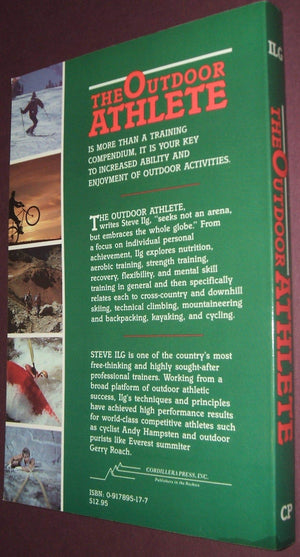 THE OUTDOOR
ATHLETE
IS MORE THAN A TRAINING
COMPENDIUM, IT IS YOUR KEY
TO INCREASED ABILITY AND
ENJOYMENT OF OUTDOOR ACTIVITIES.
THE OUTDOOR ATHLETE,
writes Steve Ilg, "seeks not an arena,
but embraces the whole globe." From
a focus on individual personal
achievement, Ilg explores nutrition,
aerobic training, strength training,
recovery, flexibility, and mental skill
training in general and then specifically
relates each to cross-country and downhill
skiing, technical climbing, mountaineering
and backpacking, kayaking, and cycling.
STEVE ILG is one of the country's most
free-thinking and highly sought-after
professional trainers. Working from a
broad platform of outdoor athletic
success, Ilg's techniques and principles
have achieved high performance results
for world-class competitive athletes such
as cyclist Andy Hampsten and outdoor
purists like Everest summiter
Gerry Roach.
CORDILLERA PRESS, INC.
Publishers in the Rockies
ISBN: 0-917895-17-7
$12.95
ILG
THE OUTDOOR ATHLETE
CP